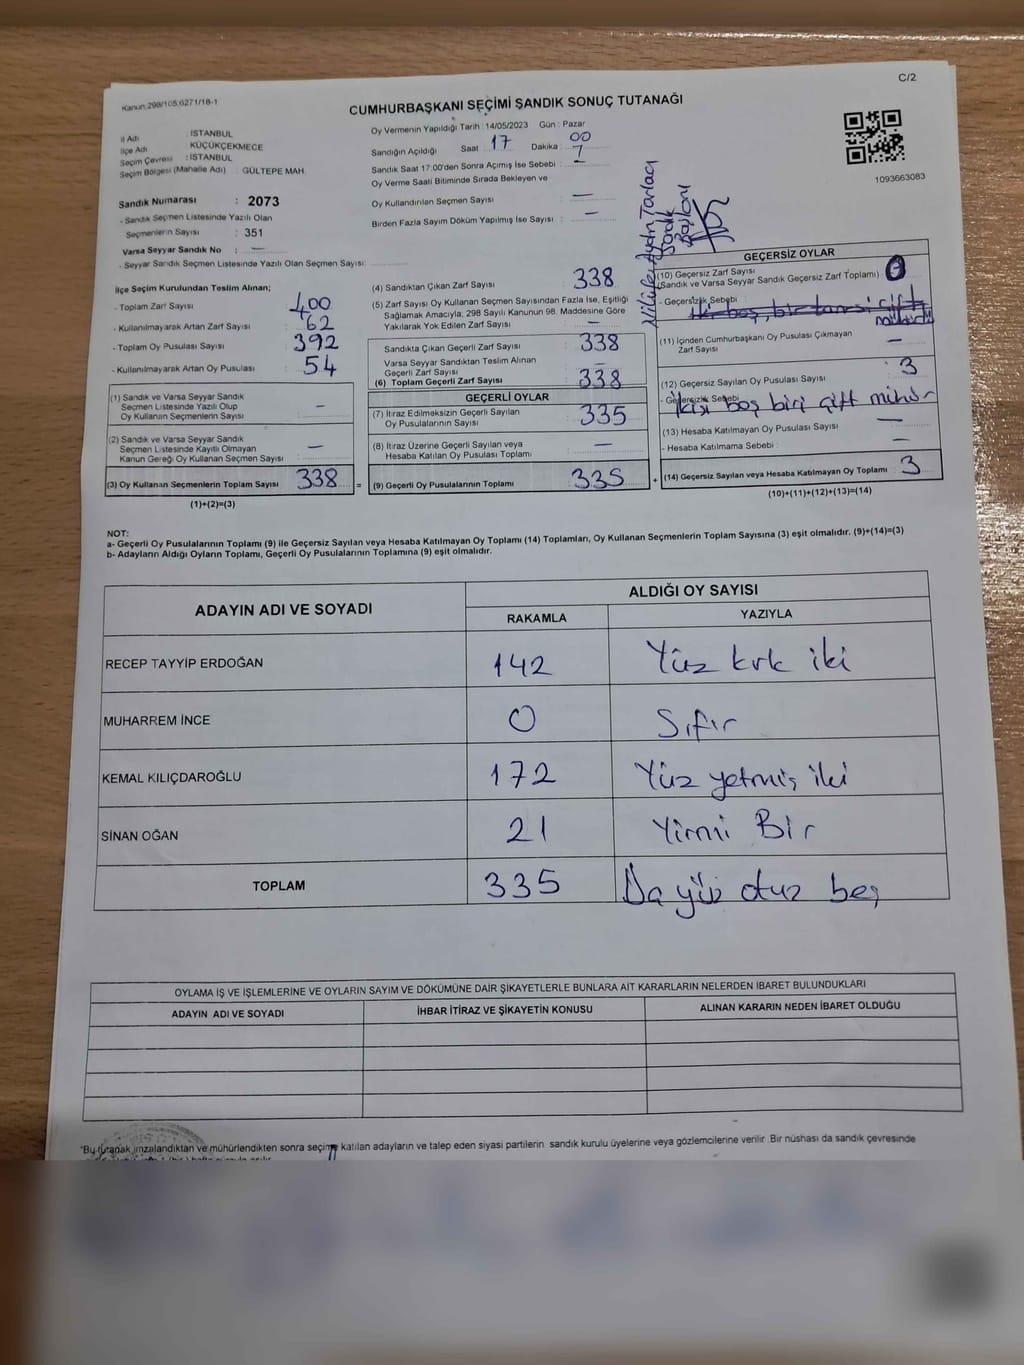 C/2
Kanun:298/105;6271/18-1
CUMHURBAŞKANI SEÇİMİ SANDIK SONUÇ TUTANAĞI
İl Adı : İSTANBUL
İlçe Adı : KÜÇÜKÇEKMECE
Seçim Çevresi : İSTANBUL
Seçim Bölgesi (Mahalle Adı) : GÜLTEPE MAH.
Sandık Numarası : 2073
- Sandık Seçmen Listesinde Yazılı Olan
Seçmenlerin Sayısı : 351
Varsa Seyyar Sandık No : —
- Seyyar Sandık Seçmen Listesinde Yazılı Olan Seçmen Sayısı:
Oy Vermenin Yapıldığı Tarih : 14/05/2023 Gün : Pazar
Sandığın Açıldığı Saat 17 Dakika 00
Sandık Saat 17:00'den Sonra Açımış İse Sebebi : —
Oy Verme Saati Bitiminde Sırada Bekleyen ve
Oy Kullandırılan Seçmen Sayısı : —
Birden Fazla Sayım Döküm Yapılmış İse Sayısı : —
1093663083
Nilüfer Aydın Tarlacı
Sandık
Başkanı
İlçe Seçim Kurulundan Teslim Alınan;
- Toplam Zarf Sayısı : 400
- Kullanılmayarak Artan Zarf Sayısı : 62
- Toplam Oy Pusulası Sayısı : 392
- Kullanılmayarak Artan Oy Pusulası : 54
(1) Sandık ve Varsa Seyyar Sandık
Seçmen Listesinde Yazılı Olup
Oy Kullanan Seçmenlerin Sayısı —
(2) Sandık ve Varsa Seyyar Sandık
Seçmen Listesinde Kayıtlı Olmayan
Kanun Gereği Oy Kullanan Seçmen Sayısı : —
(3) Oy Kullanan Seçmenlerin Toplam Sayısı 338 =
(1)+(2)=(3)
(4) Sandıktan Çıkan Zarf Sayısı : 338
(5) Zarf Sayısı Oy Kullanan Seçmen Sayısından Fazla İse, Eşitliği
Sağlamak Amacıyla, 298 Sayılı Kanunun 98. Maddesine Göre
Yakılarak Yok Edilen Zarf Sayısı : —
Sandıkta Çıkan Geçerli Zarf Sayısı : 338
Varsa Seyyar Sandıktan Teslim Alınan
Geçerli Zarf Sayısı
(6) Toplam Geçerli Zarf Sayısı : 338
GEÇERLİ OYLAR
(7) İtiraz Edilmeksizin Geçerli Sayılan
Oy Pusulalarının Sayısı : 335
(8) İtiraz Üzerine Geçerli Sayılan veya
Hesaba Katılan Oy Pusulası Toplamı : —
(9) Geçerli Oy Pusulalarının Toplamı : 335 +
GEÇERSİZ OYLAR
(10) Geçersiz Zarf Sayısı
(Sandık ve Varsa Seyyar Sandık Geçersiz Zarf Toplamı) : 0
- Geçersizlik Sebebi :
iki boş, bir tanesi çift
mühürlü
(11) İçinden Cumhurbaşkanı Oy Pusulası Çıkmayan
Zarf Sayısı : —
(12) Geçersiz Sayılan Oy Pusulası Sayısı : 3
- Geçersizlik Sebebi : İkisi boş biri çift mühür
(13) Hesaba Katılmayan Oy Pusulası Sayısı : —
- Hesaba Katılmama Sebebi : —
(14) Geçersiz Sayılan veya Hesaba Katılmayan Oy Toplamı : 3
(10)+(11)+(12)+(13)=(14)
NOT:
a- Geçerli Oy Pusulalarının Toplamı (9) ile Geçersiz Sayılan veya Hesaba Katılmayan Oy Toplamı (14) Toplamları, Oy Kullanan Seçmenlerin Toplam Sayısına (3) eşit olmalıdır. (9)+(14)=(3)
b- Adayların Aldığı Oyların Toplamı, Geçerli Oy Pusulalarının Toplamına (9) eşit olmalıdır.
ADAYIN ADI VE SOYADI ALDIĞI OY SAYISI
RAKAMLA YAZIYLA
RECEP TAYYİP ERDOĞAN 142 Yüz kırk iki
MUHARREM İNCE 0 Sıfır
KEMAL KILIÇDAROĞLU 172 Yüz yetmiş iki
SİNAN OĞAN 21 Yirmi Bir
TOPLAM 335 yüz otuz beş
OYLAMA İŞ VE İŞLEMLERİNE VE OYLARIN SAYIM VE DÖKÜMÜNE DAİR ŞİKAYETLERLE BUNLARA AİT KARARLARIN NELERDEN İBARET BULUNDUKLARI
ADAYIN ADI VE SOYADI İHBAR İTİRAZ VE ŞİKAYETİN KONUSU ALINAN KARARIN NEDEN İBARET OLDUĞU
"Bu tutanak imzalandıktan ve mühürlendikten sonra seçime katılan adayların ve talep eden siyasi partilerin sandık kurulu üyelerine veya gözlemcilerine verilir. Bir nüshası da sandık çevresinde